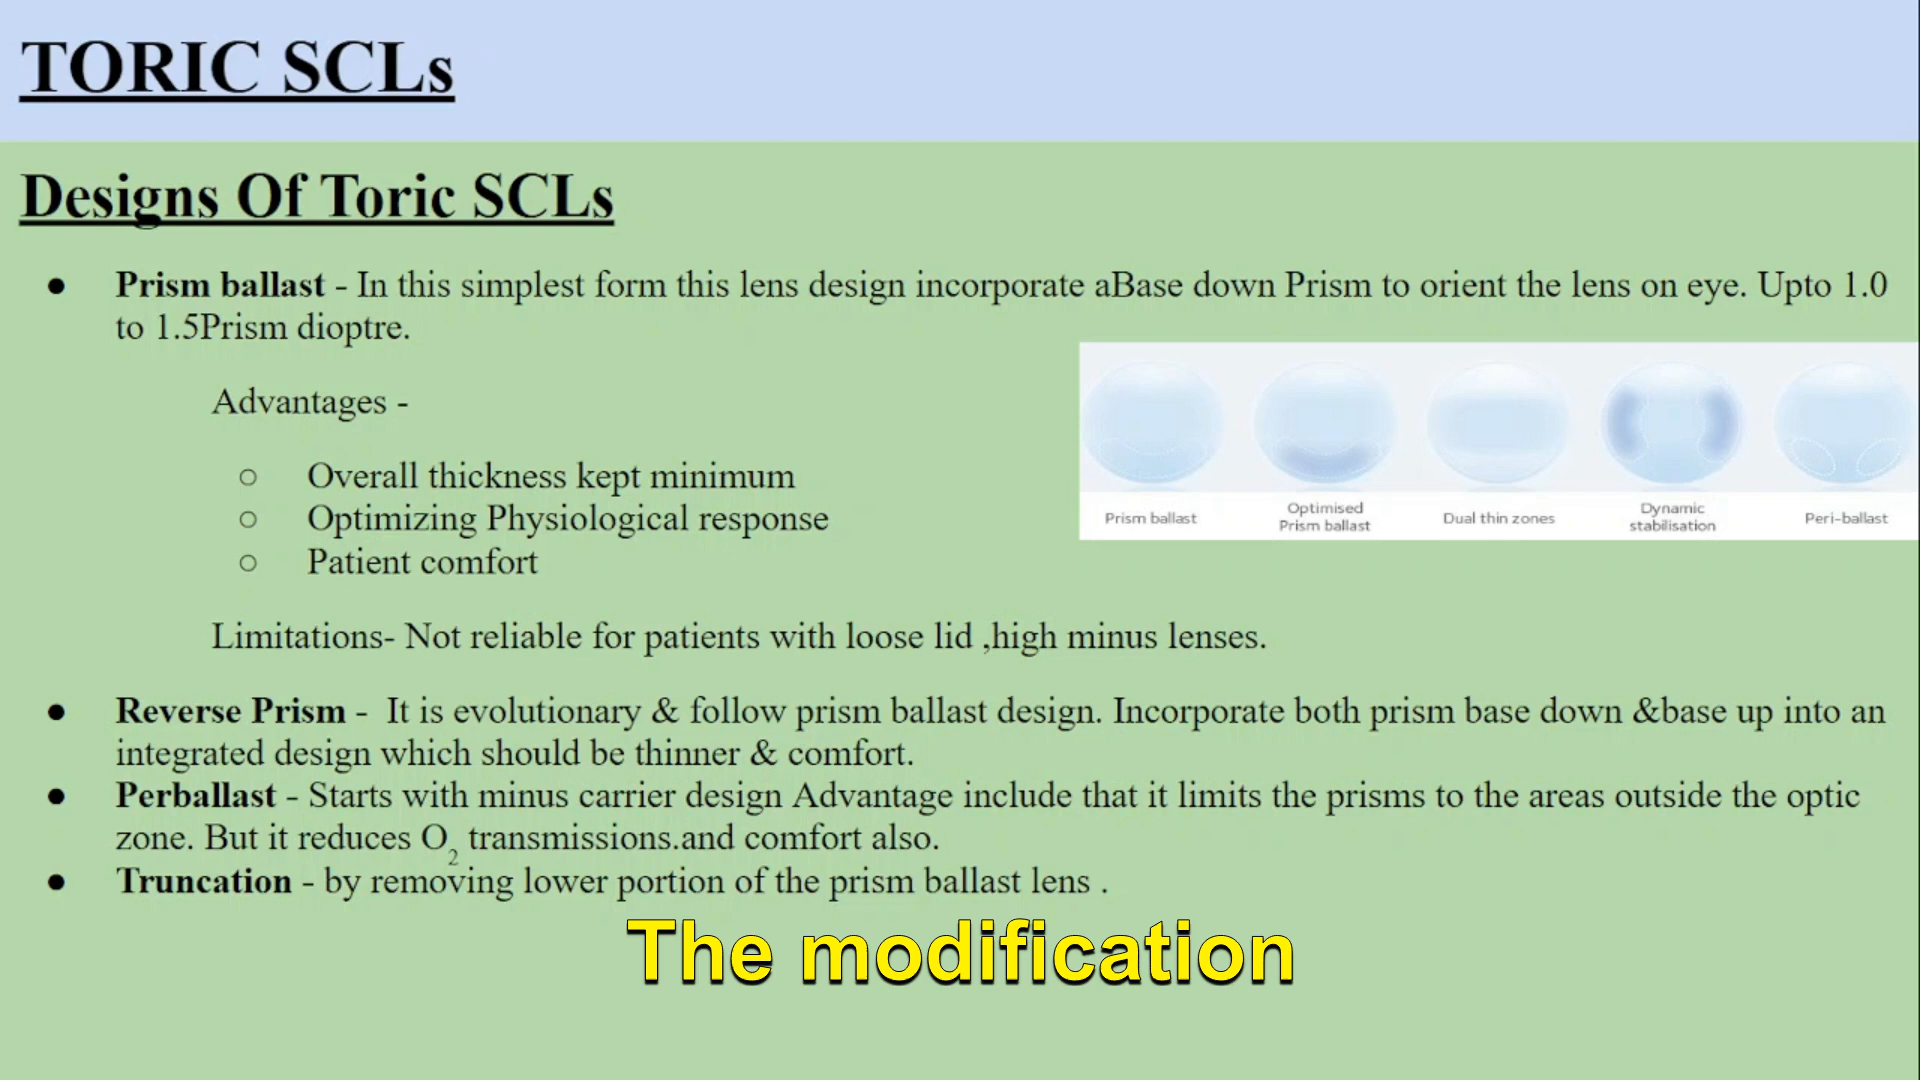 TORIC SCLs
Designs Of Toric SCLs
● Prism ballast - In this simplest form this lens design incorporate aBase down Prism to orient the lens on eye. Upto 1.0
to 1.5Prism dioptre.
Advantages -
○ Overall thickness kept minimum
○ Optimizing Physiological response
○ Patient comfort
Prism ballast
Optimised
Prism ballast
Dual thin zones
Dynamic
stabilisation
Peri-ballast
Limitations- Not reliable for patients with loose lid ,high minus lenses.
● Reverse Prism - It is evolutionary & follow prism ballast design. Incorporate both prism base down &base up into an
integrated design which should be thinner & comfort.
● Perballast - Starts with minus carrier design Advantage include that it limits the prisms to the areas outside the optic
zone. But it reduces O2 transmissions.and comfort also.
● Truncation - by removing lower portion of the prism ballast lens .
The modification